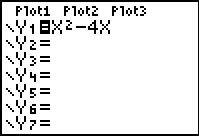 Plot1 Plot2 Plot3
\Y₁=X²-4X
\Y₂=
\Y₃=
\Y₄=
\Y₅=
\Y₆=
\Y₇=